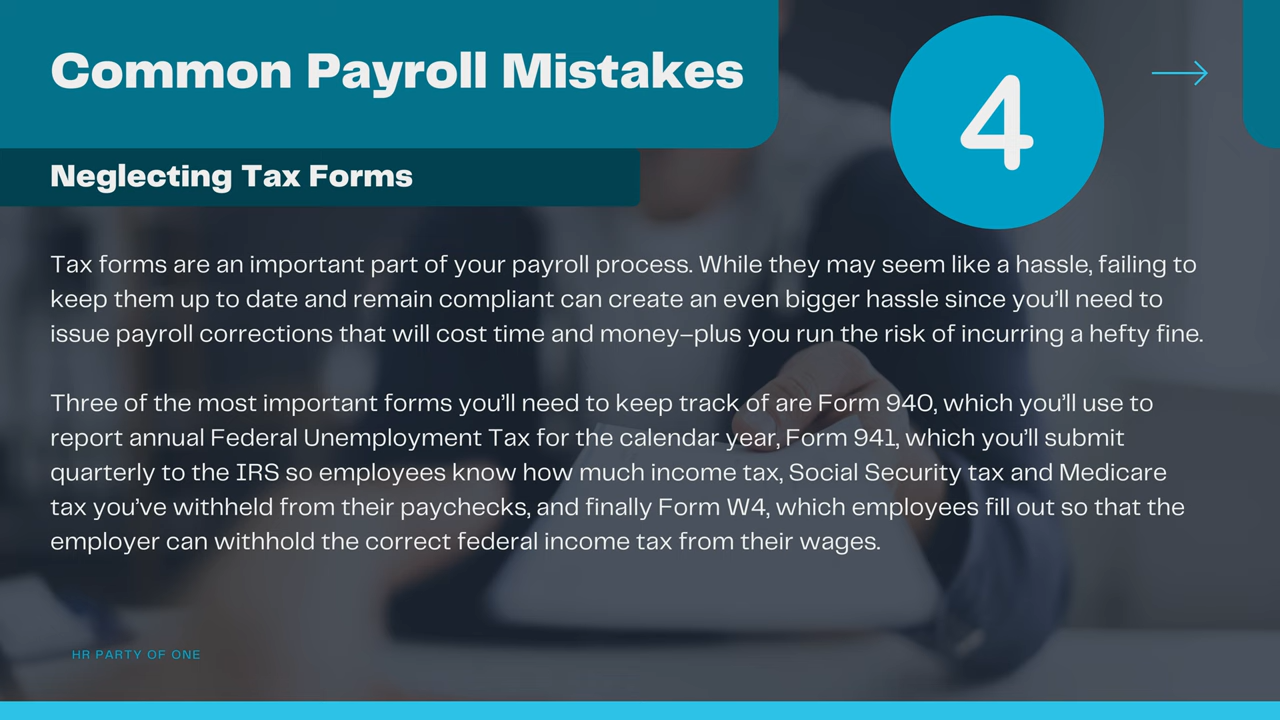 Common Payroll Mistakes
4
Neglecting Tax Forms
Tax forms are an important part of your payroll process. While they may seem like a hassle, failing to
keep them up to date and remain compliant can create an even bigger hassle since you’ll need to
issue payroll corrections that will cost time and money–plus you run the risk of incurring a hefty fine.
Three of the most important forms you’ll need to keep track of are Form 940, which you’ll use to
report annual Federal Unemployment Tax for the calendar year, Form 941, which you’ll submit
quarterly to the IRS so employees know how much income tax, Social Security tax and Medicare
tax you’ve withheld from their paychecks, and finally Form W4, which employees fill out so that the
employer can withhold the correct federal income tax from their wages.
HR PARTY OF ONE